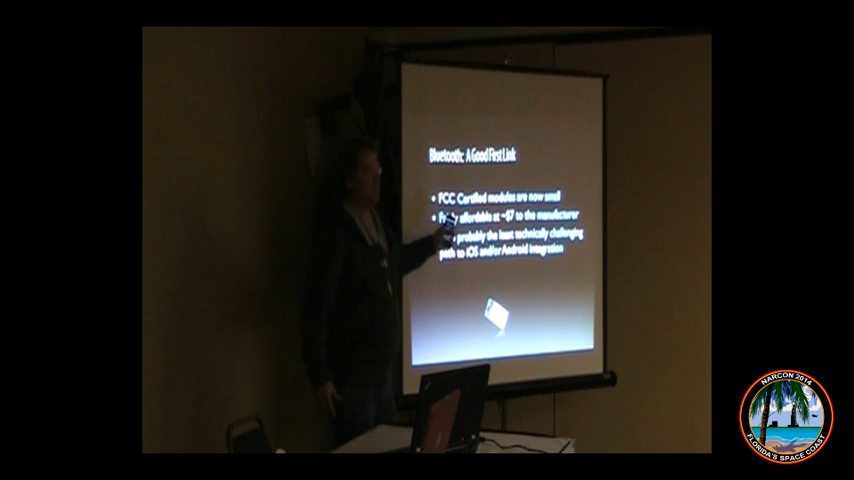 Bluetooth: A Good First Link
• FCC Certified modules are now small
• affordable at ~$7 to the manufacturer
probably the least technically challenging
path to iOS and/or Android integration
NARCON 2014
FLORIDA'S SPACE COAST